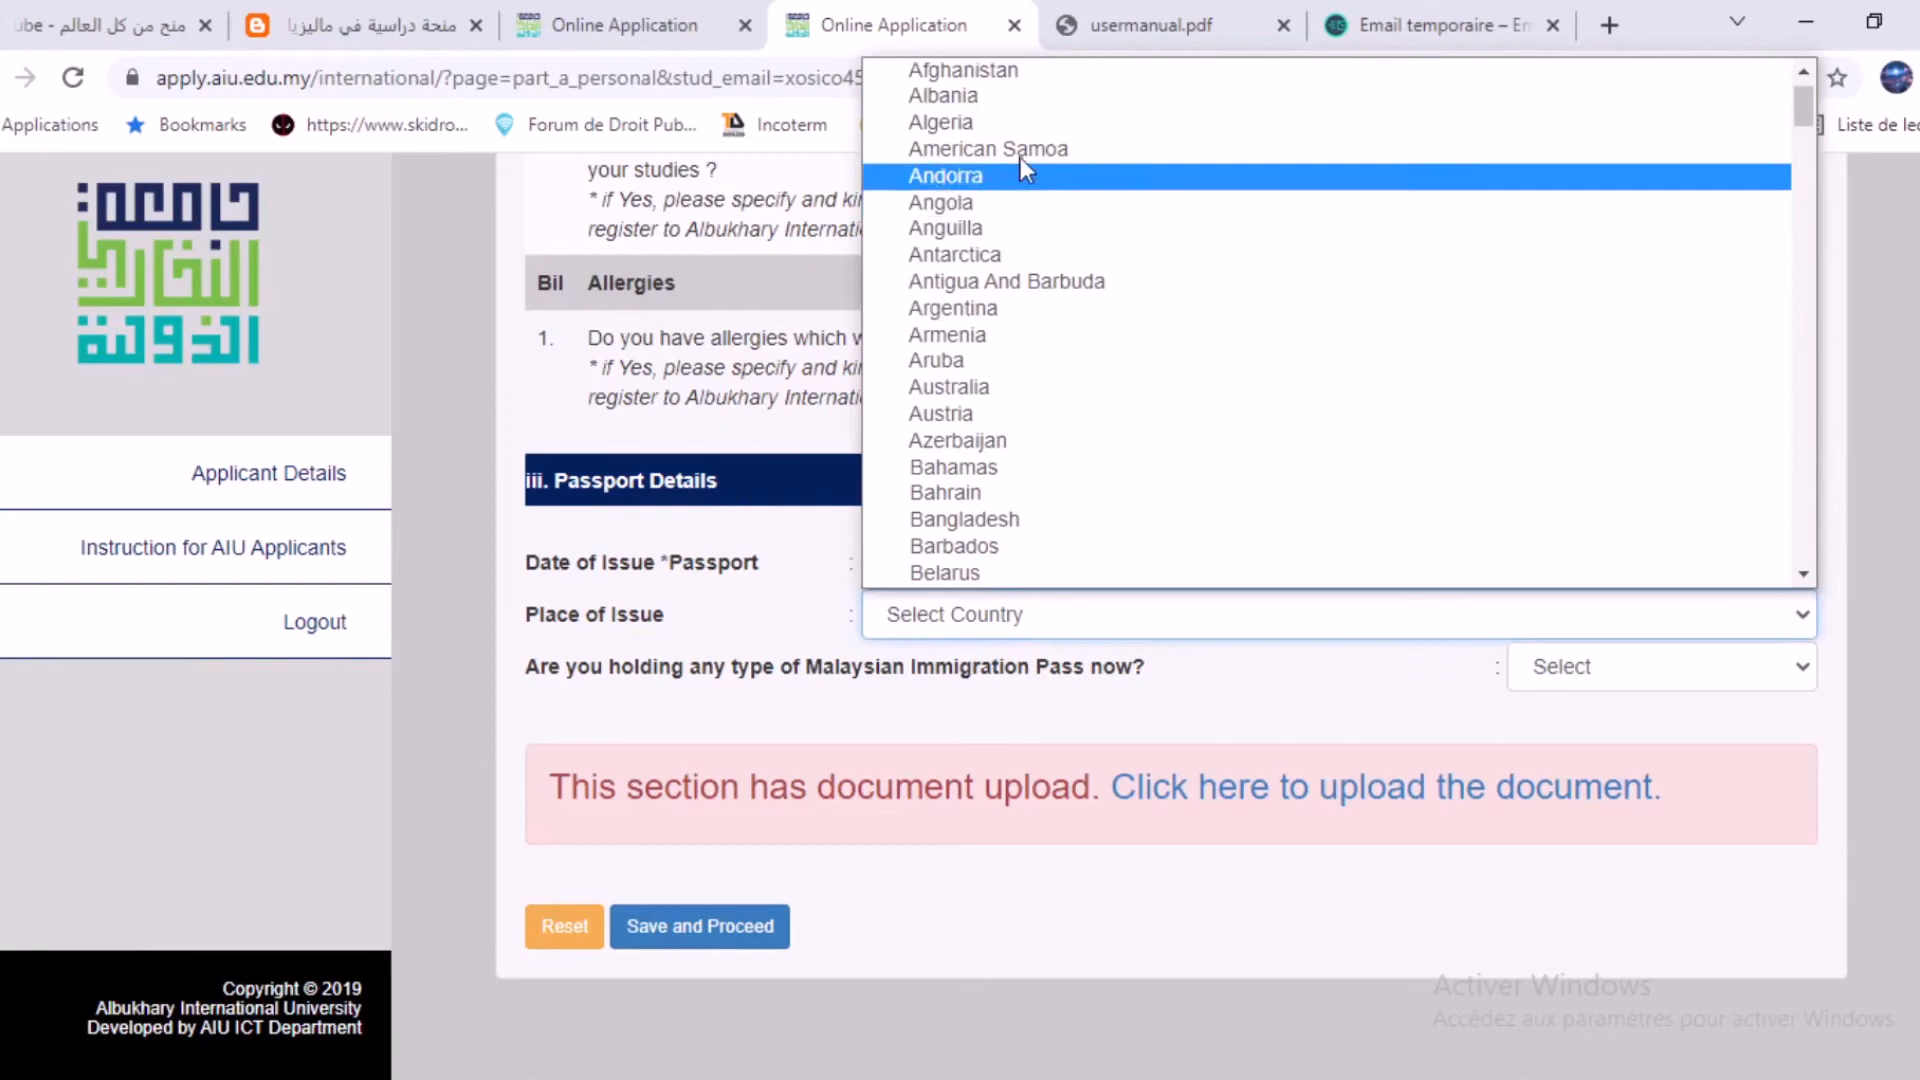 ube - منح من كل العالم
منحة دراسية في ماليزيا
Online Application
Online Application
usermanual.pdf
Email temporaire – En
apply.aiu.edu.my/international/?page=part_a_personal&stud_email=xosico45
Applications
Bookmarks
https://www.skidro...
Forum de Droit Pub...
Incoterm
Liste de lec
جامعة
البخاري
الدولية
Applicant Details
Instruction for AIU Applicants
Logout
your studies ?
* if Yes, please specify and kin
register to Albukhary Internati
Bil Allergies
1. Do you have allergies which w
* if Yes, please specify and kin
register to Albukhary Internati
iii. Passport Details
Date of Issue *Passport :
Afghanistan
Albania
Algeria
American Samoa
Andorra
Angola
Anguilla
Antarctica
Antigua And Barbuda
Argentina
Armenia
Aruba
Australia
Austria
Azerbaijan
Bahamas
Bahrain
Bangladesh
Barbados
Belarus
Place of Issue : Select Country
Are you holding any type of Malaysian Immigration Pass now? : Select
This section has document upload. Click here to upload the document.
Reset Save and Proceed
Copyright © 2019
Albukhary International University
Developed by AIU ICT Department
Activer Windows
Accédez aux paramètres pour activer Windows.